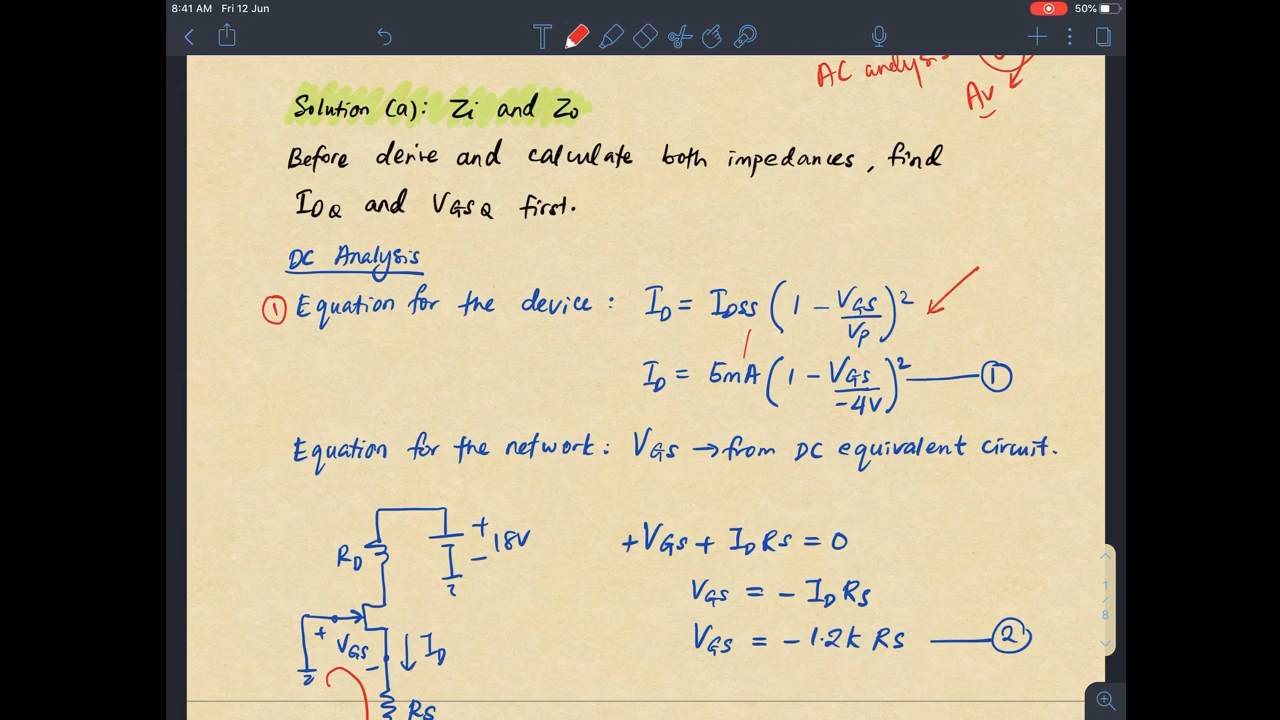 8:41 AM Fri 12 Jun
50%
AC analysis
Av
Solution (a): Zi and Zo
Before derive and calculate both impedances, find
IDQ and VGSQ first.
DC Analysis
① Equation for the device: ID = IDSS (1 - VGS/Vp)²
ID = 5mA (1 - VGS/-4V)² ①
Equation for the network: VGS → from DC equivalent circuit.
RD
+
-
18V
+VGS + IDRS = 0
VGS = - IDRS
VGS = - 1.2k RS ②
+
VGS
-
↓ ID
RS
1
/
8